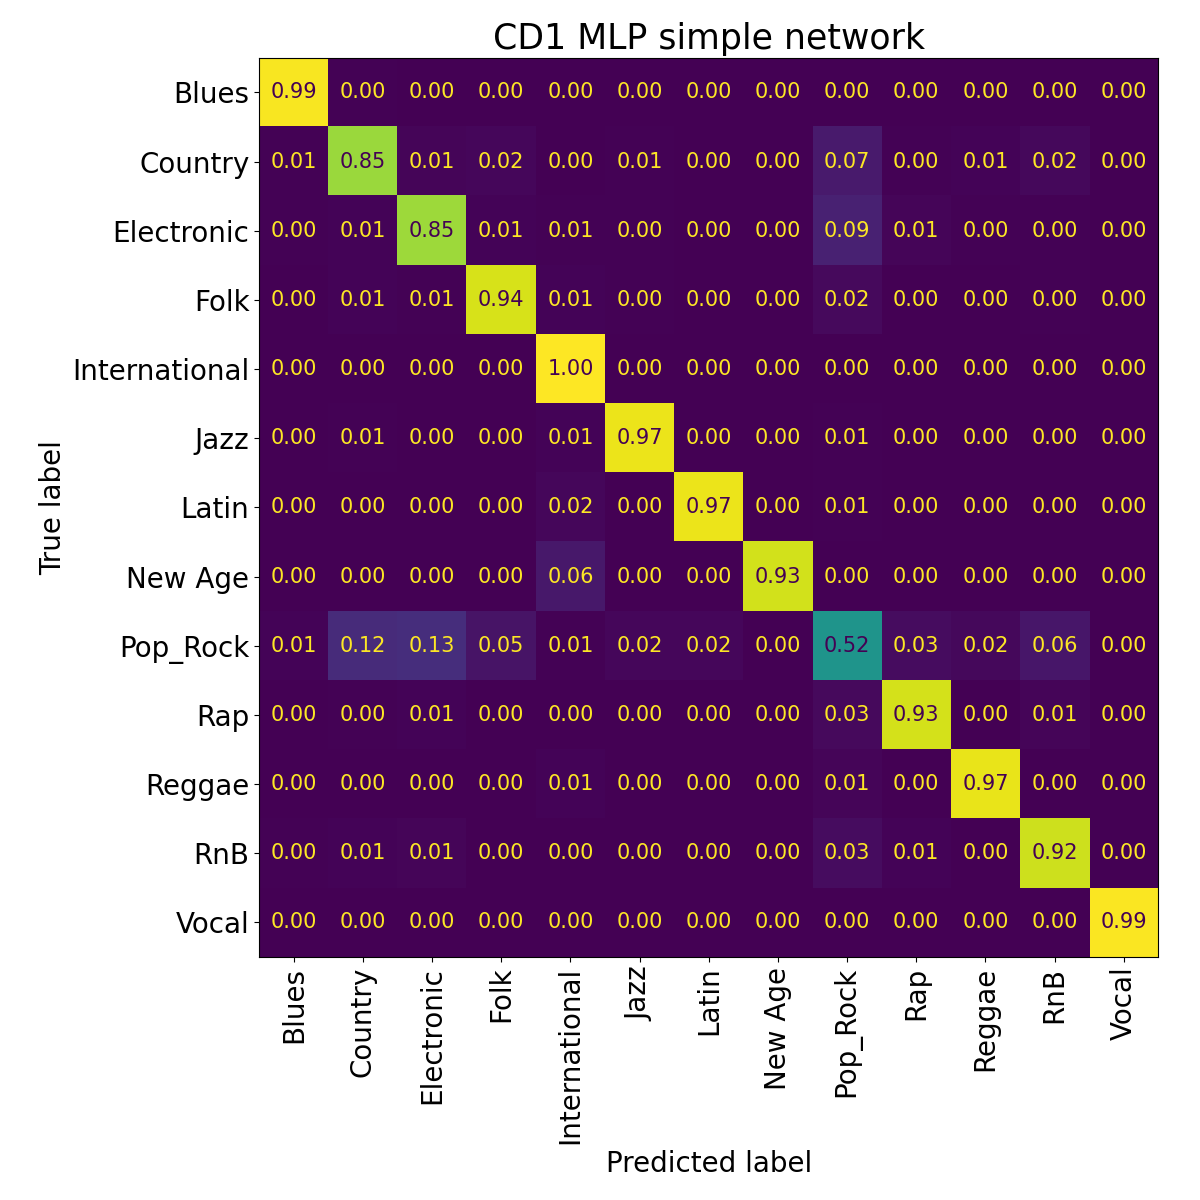 CD1 MLP simple network
Blues 0.99 0.00 0.00 0.00 0.00 0.00 0.00 0.00 0.00 0.00 0.00 0.00 0.00
Country 0.01 0.85 0.01 0.02 0.00 0.01 0.00 0.00 0.07 0.00 0.01 0.02 0.00
Electronic 0.00 0.01 0.85 0.01 0.01 0.00 0.00 0.00 0.09 0.01 0.00 0.00 0.00
Folk 0.00 0.01 0.01 0.94 0.01 0.00 0.00 0.00 0.02 0.00 0.00 0.00 0.00
International 0.00 0.00 0.00 0.00 1.00 0.00 0.00 0.00 0.00 0.00 0.00 0.00 0.00
Jazz 0.00 0.01 0.00 0.00 0.01 0.97 0.00 0.00 0.01 0.00 0.00 0.00 0.00
Latin 0.00 0.00 0.00 0.00 0.02 0.00 0.97 0.00 0.01 0.00 0.00 0.00 0.00
New Age 0.00 0.00 0.00 0.00 0.06 0.00 0.00 0.93 0.00 0.00 0.00 0.00 0.00
Pop_Rock 0.01 0.12 0.13 0.05 0.01 0.02 0.02 0.00 0.52 0.03 0.02 0.06 0.00
Rap 0.00 0.00 0.01 0.00 0.00 0.00 0.00 0.00 0.03 0.93 0.00 0.01 0.00
Reggae 0.00 0.00 0.00 0.00 0.01 0.00 0.00 0.00 0.01 0.00 0.97 0.00 0.00
RnB 0.00 0.01 0.01 0.00 0.00 0.00 0.00 0.00 0.03 0.01 0.00 0.92 0.00
Vocal 0.00 0.00 0.00 0.00 0.00 0.00 0.00 0.00 0.00 0.00 0.00 0.00 0.99
True label
Blues Country Electronic Folk International Jazz Latin New Age Pop_Rock Rap Reggae RnB Vocal
Predicted label